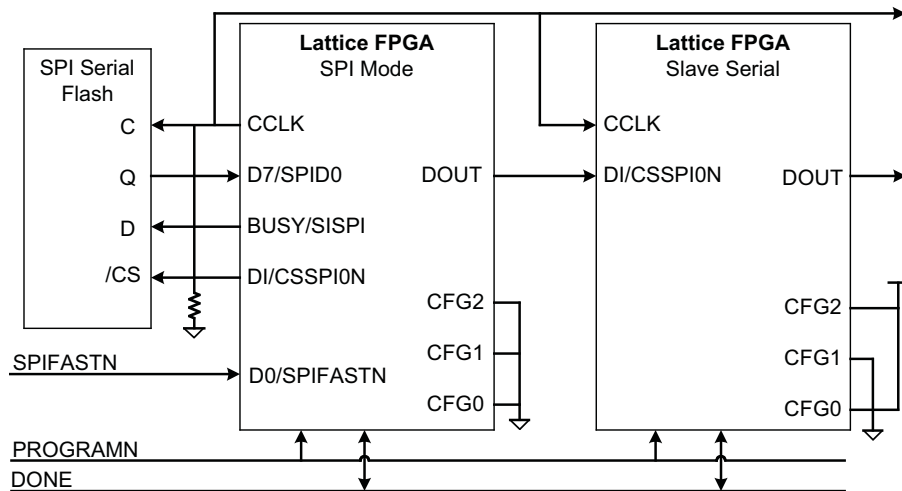 Lattice FPGA
SPI Mode
Lattice FPGA
Slave Serial
SPI Serial
Flash
C
Q
D
/CS
CCLK
D7/SPID0
BUSY/SISPI
DI/CSSPI0N
D0/SPIFASTN
DOUT
CFG2
CFG1
CFG0
CCLK
DI/CSSPI0N
DOUT
CFG2
CFG1
CFG0
SPIFASTN
PROGRAMN
DONE